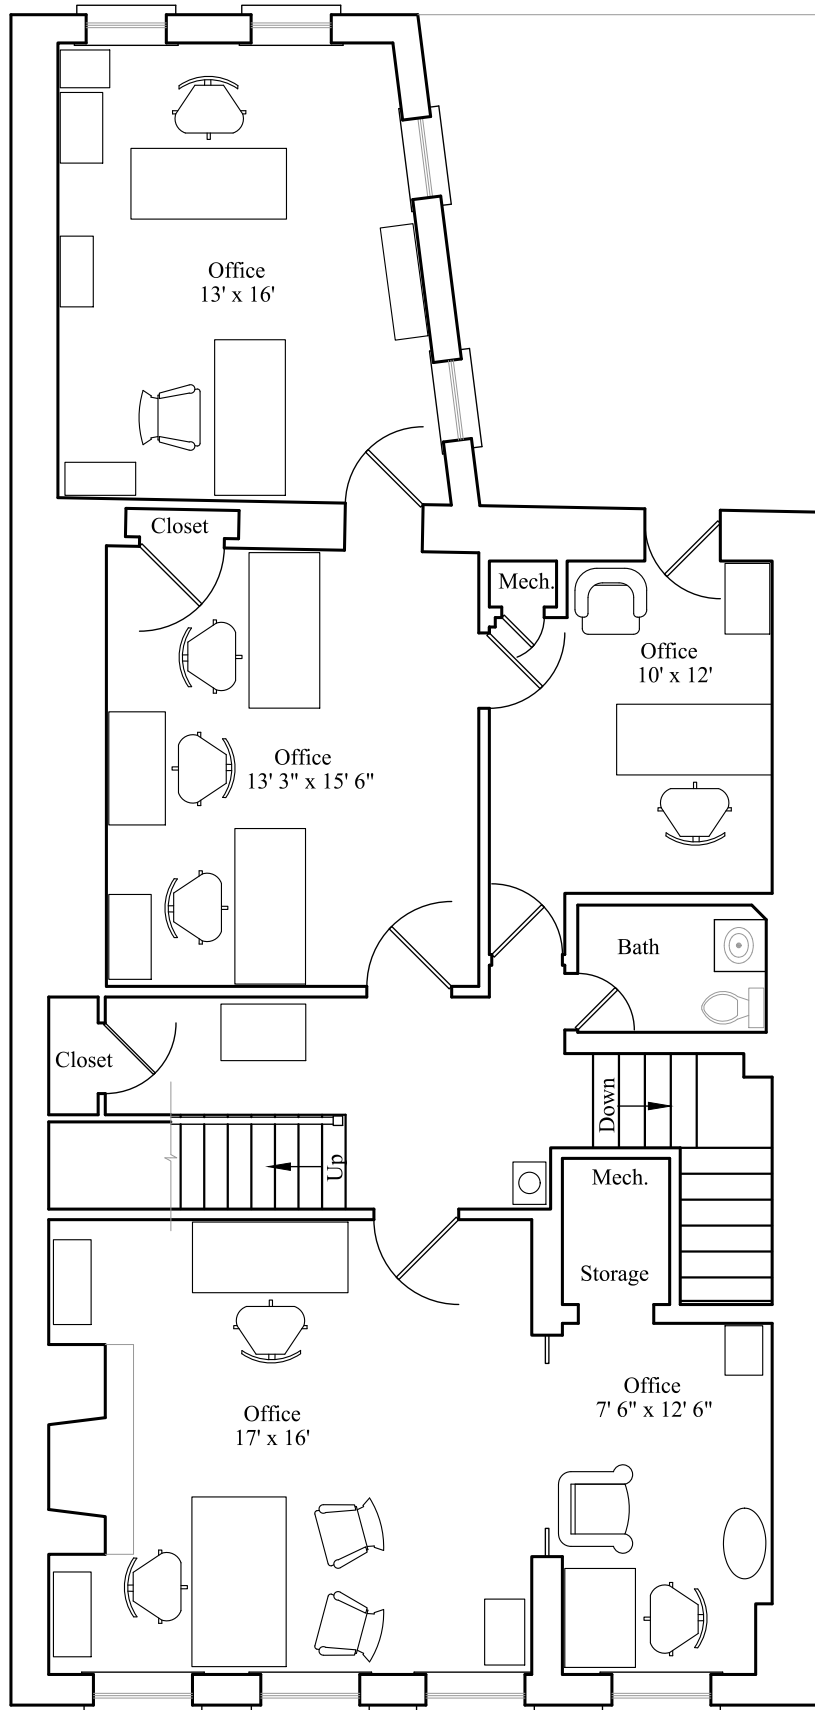 Office
13' x 16'
Closet
Mech.
Office
10' x 12'
Office
13' 3" x 15' 6"
Bath
Closet
Down
Up
Mech.
Storage
Office
7' 6" x 12' 6"
Office
17' x 16'